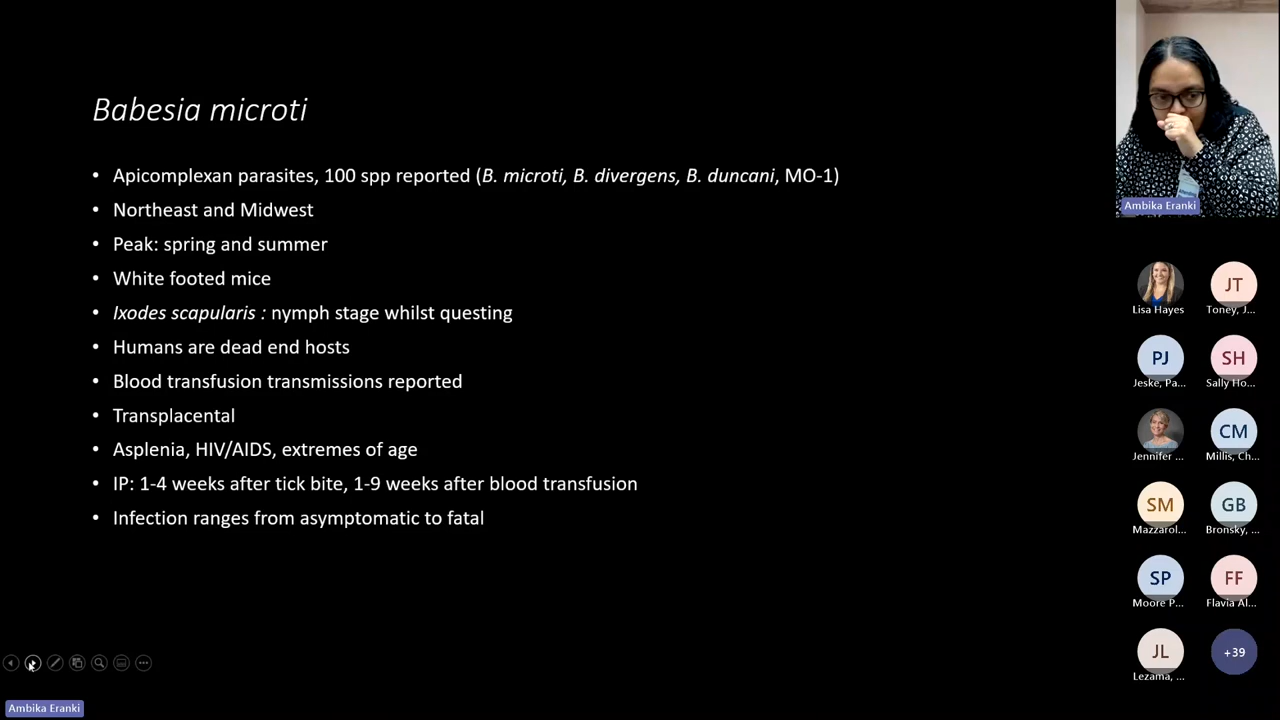 Babesia microti
• Apicomplexan parasites, 100 spp reported (B. microti, B. divergens, B. duncani, MO-1)
• Northeast and Midwest
• Peak: spring and summer
• White footed mice
• Ixodes scapularis : nymph stage whilst questing
• Humans are dead end hosts
• Blood transfusion transmissions reported
• Transplacental
• Asplenia, HIV/AIDS, extremes of age
• IP: 1-4 weeks after tick bite, 1-9 weeks after blood transfusion
• Infection ranges from asymptomatic to fatal
Ambika Eranki
Ambika Eranki
Lisa Hayes
JT
Toney, J...
PJ
Jeske, Pa...
SH
Sally Ho...
Jennifer ...
CM
Millis, Ch...
SM
Mazzarol...
GB
Bronsky, ...
SP
Moore P...
FF
Flavia Al...
JL
Lezama, ...
+39